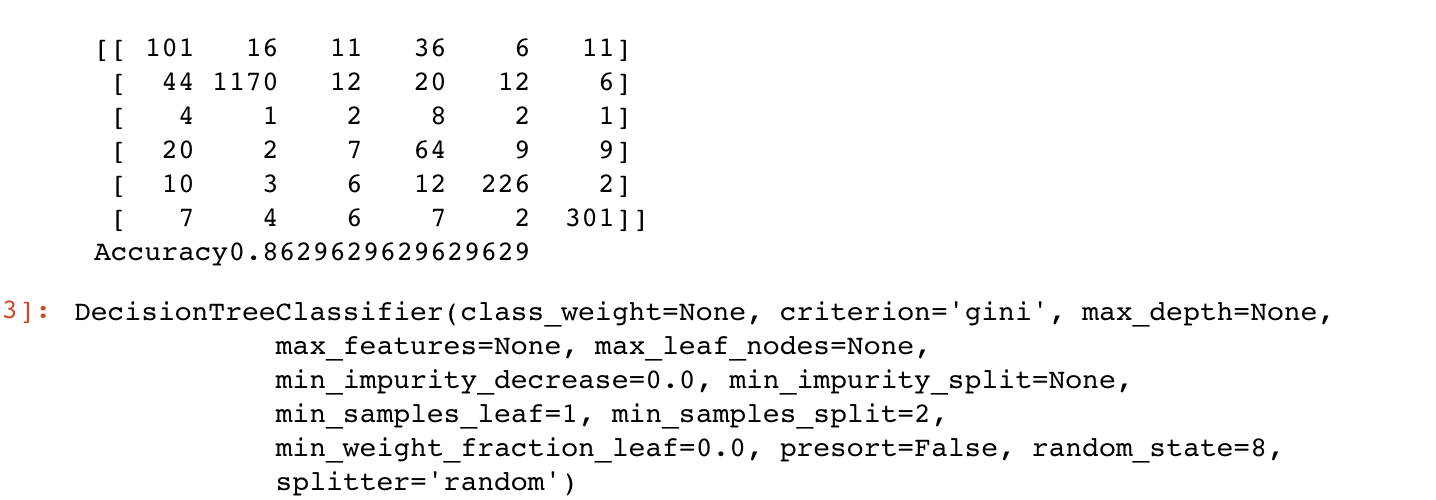 [[ 101   16   11   36    6   11]
 [  44 1170   12   20   12    6]
 [   4    1    2    8    2    1]
 [  20    2    7   64    9    9]
 [  10    3    6   12  226    2]
 [   7    4    6    7    2  301]]
Accuracy0.8629629629629629
3]: DecisionTreeClassifier(class_weight=None, criterion='gini', max_depth=None,
            max_features=None, max_leaf_nodes=None,
            min_impurity_decrease=0.0, min_impurity_split=None,
            min_samples_leaf=1, min_samples_split=2,
            min_weight_fraction_leaf=0.0, presort=False, random_state=8,
            splitter='random')